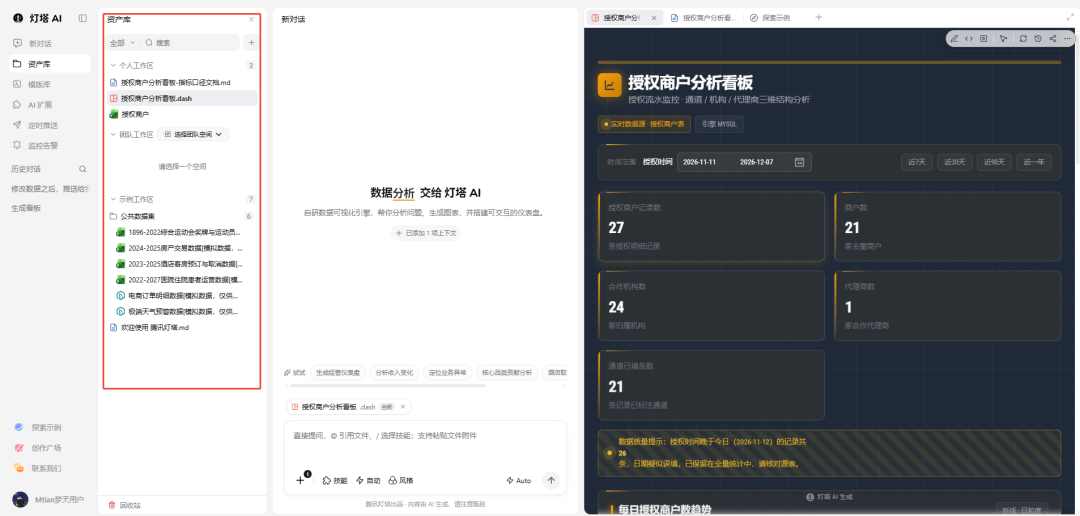 灯塔 AI
新对话
资产库
模版库
AI 扩展
定时推送
监控告警
历史对话
修改数据之后，推送给
生成看板
探索示例
创作广场
联系我们
Mtian梦天用户
资产库
全部
搜索
个人工作区 3
授权商户分析看板-指标口径文档.md
授权商户分析看板.dash
授权商户
团队工作区 选择团队空间
请选择一个空间
示例工作区 7
公共数据集 6
1896-2022综合运动会奖牌与运动员...
2024-2025房产交易数据[模拟数据，...
2023-2025酒店客房预订与取消数据[...
2022-2027医院住院患者运营数据[模...
电商订单明细数据[模拟数据，仅供...
极端天气预警数据[模拟数据，仅供...
欢迎使用 腾讯灯塔.md
回收站
新对话
数据分析 交给 灯塔 AI
自研数据可视化引擎，帮你分析问题、生成图表，并搭建可交互的仪表盘。
已添加 1 项上下文
试试
生成经营仪表盘
分析收入变化
定位业务异常
核心品类贡献分析
酒店取
授权商户分析看板 .dash 当前
直接提问，@ 引用文件，/ 选择技能；支持粘贴文件附件
1
技能
自动
风格
Auto
腾讯灯塔出品 · 内容由 AI 生成，请注意甄别
授权商户分
授权商户分析看...
探索示例
授权商户分析看板
授权流水监控 · 通道 / 机构 / 代理商三维结构分析
实时数据源 · 授权商户表
引擎 MYSQL
时间范围 授权时间 2026-11-11 → 2026-12-07
近7天
近30天
近90天
近一年
授权商户记录数
27
条授权明细记录
商户数
21
家去重商户
合作机构数
24
家归属机构
代理商数
1
家合作代理商
通道已填条数
21
条记录已标注通道
数据质量提示：授权时间晚于今日（2026-11-12）的记录共
26
条，日期疑似误填，已保留在全量统计中，请核对源表。
灯塔 AI 生成
每日授权商户数趋势
折线 · 日粒度